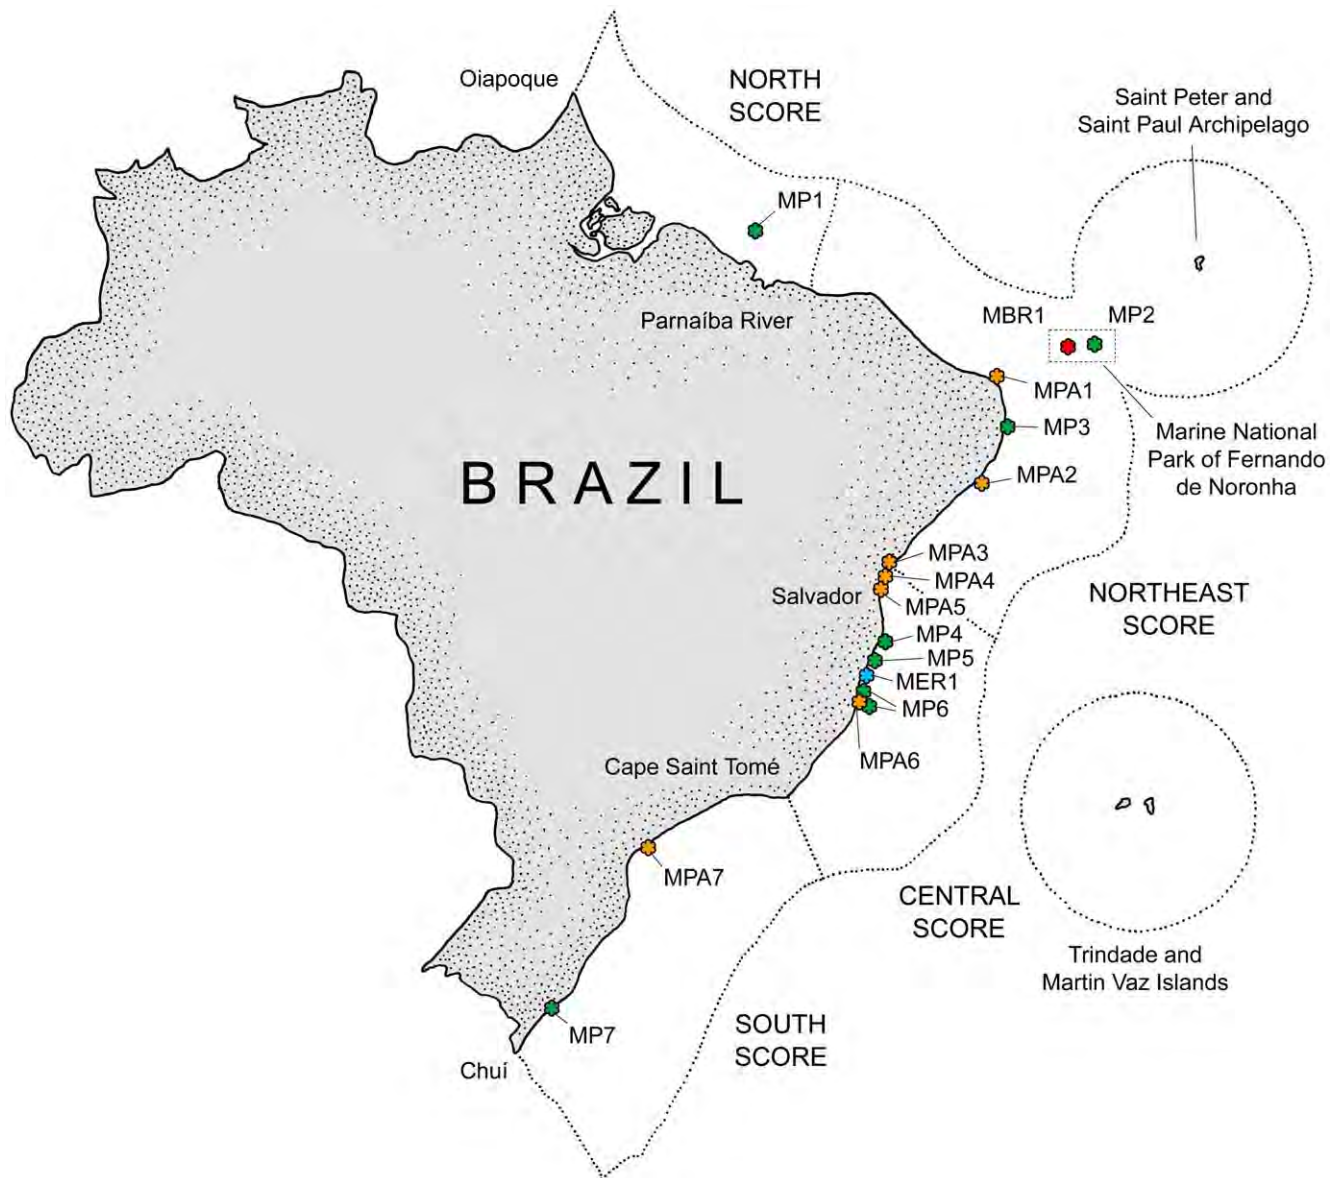 Oiapoque
NORTH
SCORE
Saint Peter and
Saint Paul Archipelago
MP1
Parnaíba River
MBR1
MP2
MPA1
MP3
Marine National
Park of Fernando
de Noronha
BRAZIL
MPA2
MPA3
MPA4
Salvador
MPA5
NORTHEAST
SCORE
MP4
MP5
MER1
MP6
MPA6
Cape Saint Tomé
MPA7
CENTRAL
SCORE
Trindade and
Martin Vaz Islands
SOUTH
SCORE
MP7
Chuí